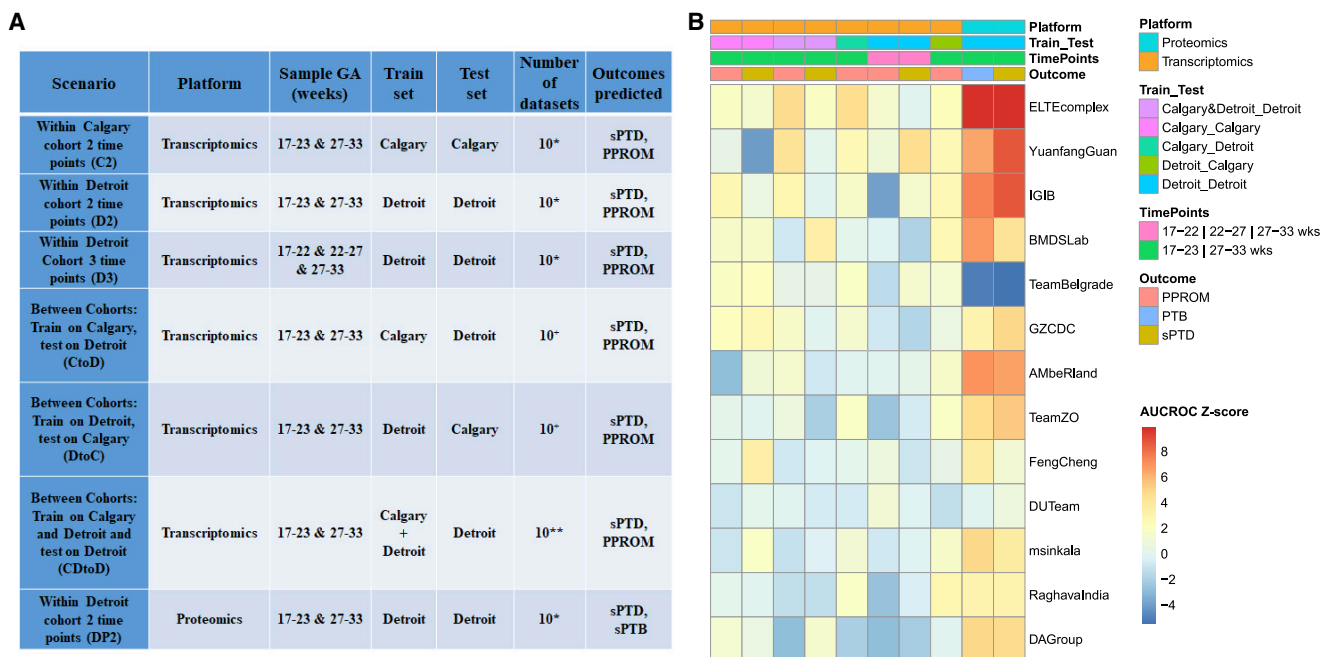 A
Scenario Platform Sample GA (weeks) Train set Test set Number of datasets Outcomes predicted
Within Calgary cohort 2 time points (C2) Transcriptomics 17-23 & 27-33 Calgary Calgary 10* sPTD, PPROM
Within Detroit cohort 2 time points (D2) Transcriptomics 17-23 & 27-33 Detroit Detroit 10* sPTD, PPROM
Within Detroit Cohort 3 time points (D3) Transcriptomics 17-22 & 22-27 & 27-33 Detroit Detroit 10* sPTD, PPROM
Between Cohorts: Train on Calgary, test on Detroit (CtoD) Transcriptomics 17-23 & 27-33 Calgary Detroit 10⁺ sPTD, PPROM
Between Cohorts: Train on Detroit, test on Calgary (DtoC) Transcriptomics 17-23 & 27-33 Detroit Calgary 10⁺ sPTD, PPROM
Between Cohorts: Train on Calgary and Detroit and test on Detroit (CDtoD) Transcriptomics 17-23 & 27-33 Calgary + Detroit Detroit 10** sPTD, PPROM
Within Detroit cohort 2 time points (DP2) Proteomics 17-23 & 27-33 Detroit Detroit 10* sPTD, sPTB
B
Platform
Train_Test
TimePoints
Outcome
ELTEcomplex
YuanfangGuan
IGIB
BMDSLab
TeamBelgrade
GZCDC
AMbeRland
TeamZO
FengCheng
DUTeam
msinkala
RaghavaIndia
DAGroup
Platform
Proteomics
Transcriptomics
Train_Test
Calgary&Detroit_Detroit
Calgary_Calgary
Calgary_Detroit
Detroit_Calgary
Detroit_Detroit
TimePoints
17−22 | 22−27 | 27−33 wks
17−23 | 27−33 wks
Outcome
PPROM
PTB
sPTD
AUCROC Z-score
8
6
4
2
0
−2
−4